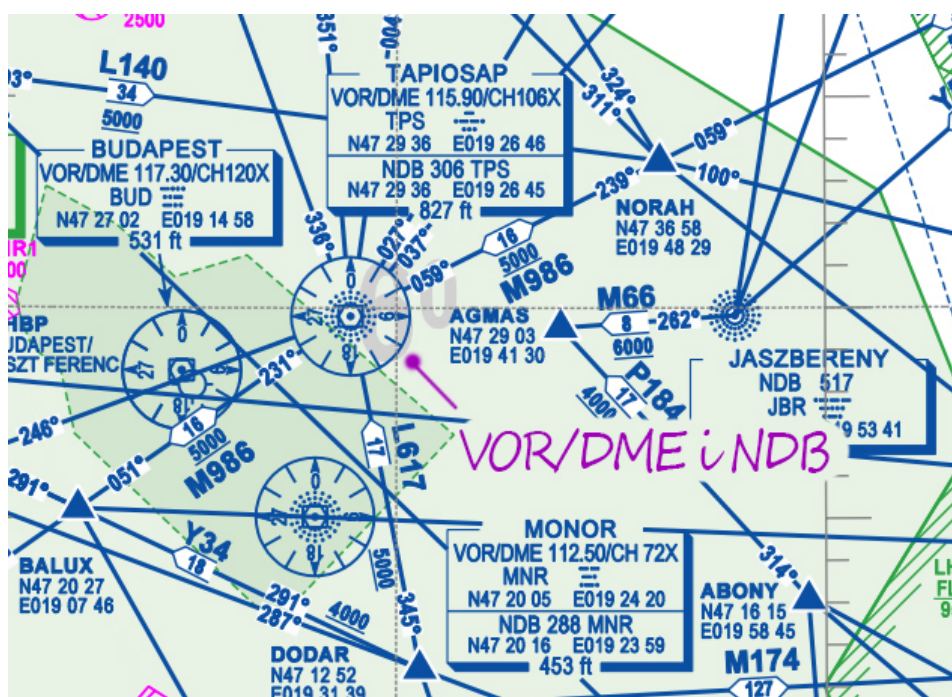 2500
351°
L140
34
5000
324°
311°
TAPIOSAP
VOR/DME 115.90/CH106X
TPS
N47 29 36 E019 26 46
NDB 306 TPS
N47 29 36 E019 26 45
827 ft
BUDAPEST
VOR/DME 117.30/CH120X
BUD
N47 27 02 E019 14 58
531 ft
059°
100°
239°
NORAH
N47 36 58
E019 48 29
336°
027°
037°
059°
16
5000
M986
AGMAS
N47 29 03
E019 41 30
M66
8
262°
6000
P184
17
4000
JASZBERENY
NDB 517
JBR
53 41
VOR/DME i NDB
231°
246°
16
5000
M986
051°
291°
L617
17
5000
345°
Y34
18
291°
287°
4000
BALUX
N47 20 27
E019 07 46
MONOR
VOR/DME 112.50/CH 72X
MNR
N47 20 05 E019 24 20
NDB 288 MNR
N47 20 16 E019 23 59
453 ft
314°
ABONY
N47 16 15
E019 58 45
DODAR
N47 12 52
E019 31 39
M174
127